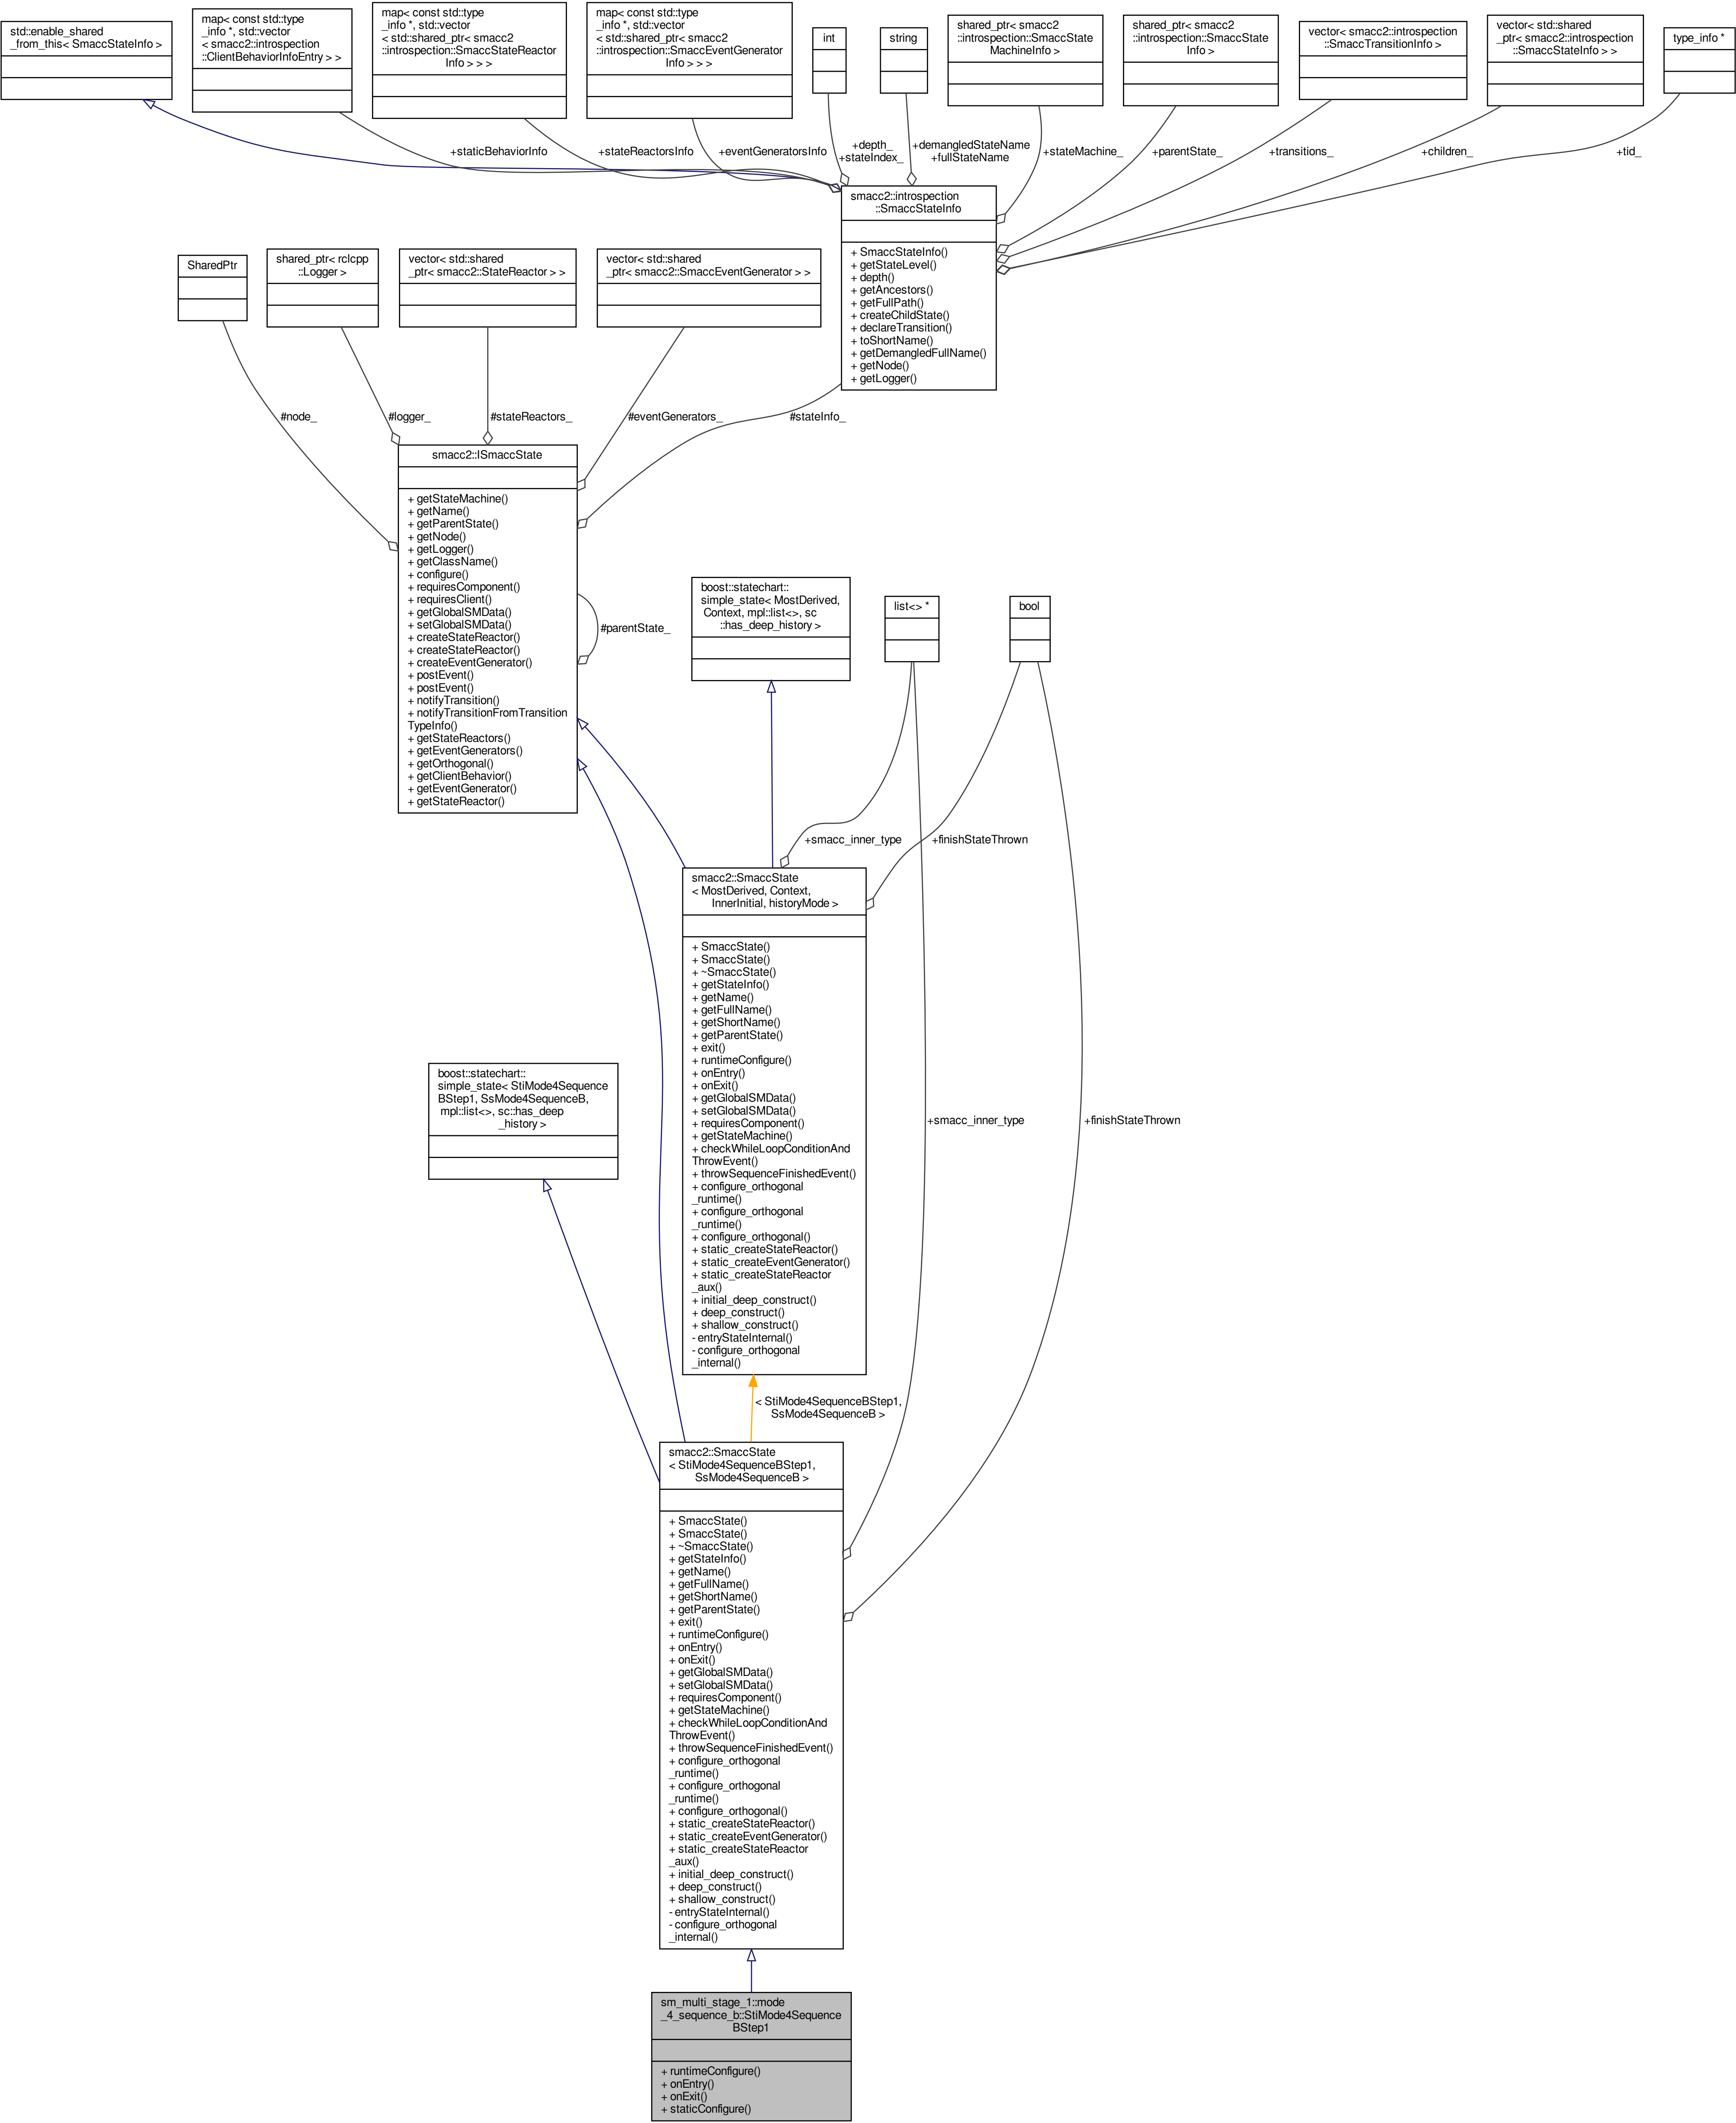 std::enable_shared
_from_this< SmaccStateInfo >
map< const std::type
_info *, std::vector
< smacc2::introspection
::ClientBehaviorInfoEntry > >
map< const std::type
_info *, std::vector
< std::shared_ptr< smacc2
::introspection::SmaccStateReactor
Info > > >
map< const std::type
_info *, std::vector
< std::shared_ptr< smacc2
::introspection::SmaccEventGenerator
Info > > >
int
string
shared_ptr< smacc2
::introspection::SmaccState
MachineInfo >
shared_ptr< smacc2
::introspection::SmaccState
Info >
vector< smacc2::introspection
::SmaccTransitionInfo >
vector< std::shared
_ptr< smacc2::introspection
::SmaccStateInfo > >
type_info *
+staticBehaviorInfo
+stateReactorsInfo
+eventGeneratorsInfo
+depth_
+stateIndex_
+demangledStateName
+fullStateName
+stateMachine_
+parentState_
+transitions_
+children_
+tid_
smacc2::introspection
::SmaccStateInfo
+ SmaccStateInfo()
+ getStateLevel()
+ depth()
+ getAncestors()
+ getFullPath()
+ createChildState()
+ declareTransition()
+ toShortName()
+ getDemangledFullName()
+ getNode()
+ getLogger()
SharedPtr
shared_ptr< rclcpp
::Logger >
vector< std::shared
_ptr< smacc2::StateReactor > >
vector< std::shared
_ptr< smacc2::SmaccEventGenerator > >
#node_
#logger_
#stateReactors_
#eventGenerators_
#stateInfo_
smacc2::ISmaccState
+ getStateMachine()
+ getName()
+ getParentState()
+ getNode()
+ getLogger()
+ getClassName()
+ configure()
+ requiresComponent()
+ requiresClient()
+ getGlobalSMData()
+ setGlobalSMData()
+ createStateReactor()
+ createStateReactor()
+ createEventGenerator()
+ postEvent()
+ postEvent()
+ notifyTransition()
+ notifyTransitionFromTransition
TypeInfo()
+ getStateReactors()
+ getEventGenerators()
+ getOrthogonal()
+ getClientBehavior()
+ getEventGenerator()
+ getStateReactor()
#parentState_
boost::statechart::
simple_state< MostDerived,
Context, mpl::list<>, sc
::has_deep_history >
list<> *
bool
+smacc_inner_type
+finishStateThrown
smacc2::SmaccState
< MostDerived, Context,
InnerInitial, historyMode >
+ SmaccState()
+ SmaccState()
+ ~SmaccState()
+ getStateInfo()
+ getName()
+ getFullName()
+ getShortName()
+ getParentState()
+ exit()
+ runtimeConfigure()
+ onEntry()
+ onExit()
+ getGlobalSMData()
+ setGlobalSMData()
+ requiresComponent()
+ getStateMachine()
+ checkWhileLoopConditionAnd
ThrowEvent()
+ throwSequenceFinishedEvent()
+ configure_orthogonal
_runtime()
+ configure_orthogonal
_runtime()
+ configure_orthogonal()
+ static_createStateReactor()
+ static_createEventGenerator()
+ static_createStateReactor
_aux()
+ initial_deep_construct()
+ deep_construct()
+ shallow_construct()
- entryStateInternal()
- configure_orthogonal
_internal()
boost::statechart::
simple_state< StiMode4Sequence
BStep1, SsMode4SequenceB,
mpl::list<>, sc::has_deep
_history >
+smacc_inner_type
+finishStateThrown
< StiMode4SequenceBStep1,
SsMode4SequenceB >
smacc2::SmaccState
< StiMode4SequenceBStep1,
SsMode4SequenceB >
+ SmaccState()
+ SmaccState()
+ ~SmaccState()
+ getStateInfo()
+ getName()
+ getFullName()
+ getShortName()
+ getParentState()
+ exit()
+ runtimeConfigure()
+ onEntry()
+ onExit()
+ getGlobalSMData()
+ setGlobalSMData()
+ requiresComponent()
+ getStateMachine()
+ checkWhileLoopConditionAnd
ThrowEvent()
+ throwSequenceFinishedEvent()
+ configure_orthogonal
_runtime()
+ configure_orthogonal
_runtime()
+ configure_orthogonal()
+ static_createStateReactor()
+ static_createEventGenerator()
+ static_createStateReactor
_aux()
+ initial_deep_construct()
+ deep_construct()
+ shallow_construct()
- entryStateInternal()
- configure_orthogonal
_internal()
sm_multi_stage_1::mode
_4_sequence_b::StiMode4Sequence
BStep1
+ runtimeConfigure()
+ onEntry()
+ onExit()
+ staticConfigure()